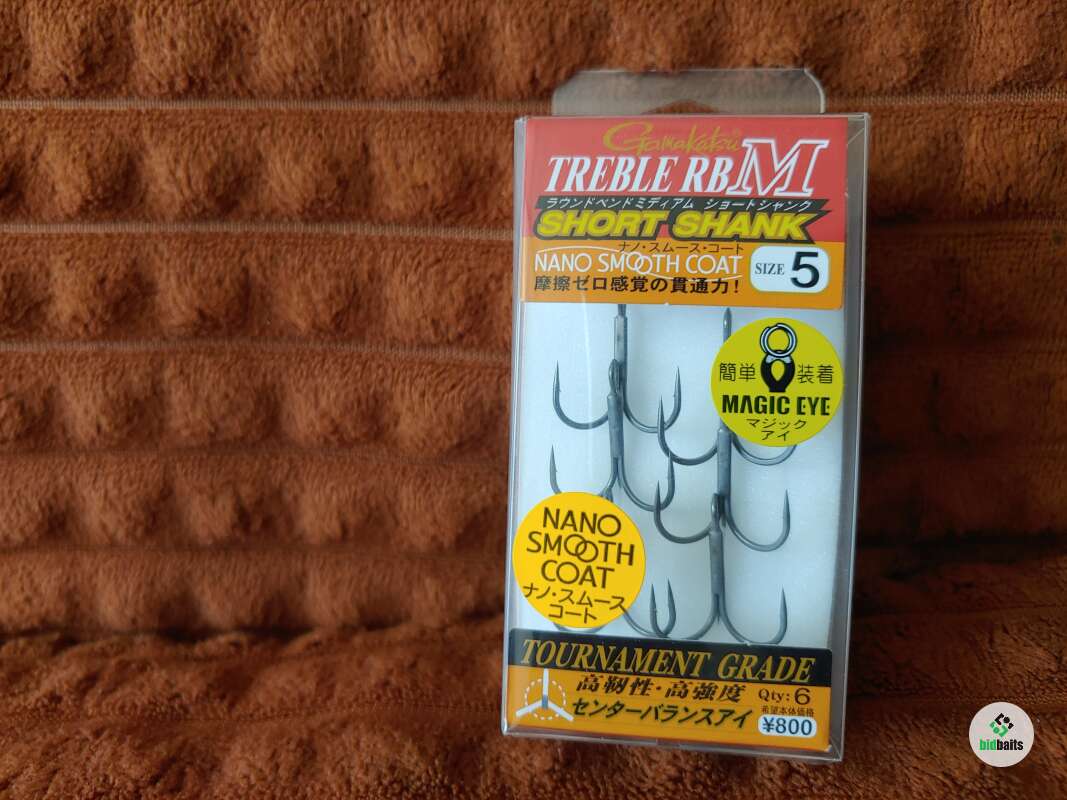 Gamakatsu®
TREBLE RB M
ラウンドベンドミディアム ショートシャンク
SHORT SHANK
ナノ・スムース・コート
NANO SMOOTH COAT
摩擦ゼロ感覚の貫通力!
SIZE 5
簡単 装着
MAGIC EYE
マジック
アイ
NANO
SMOOTH
COAT
ナノ・スムース
コート
TOURNAMENT GRADE
高靭性・高強度
Qty: 6
センターバランスアイ
希望本体価格
¥800
bidbaits